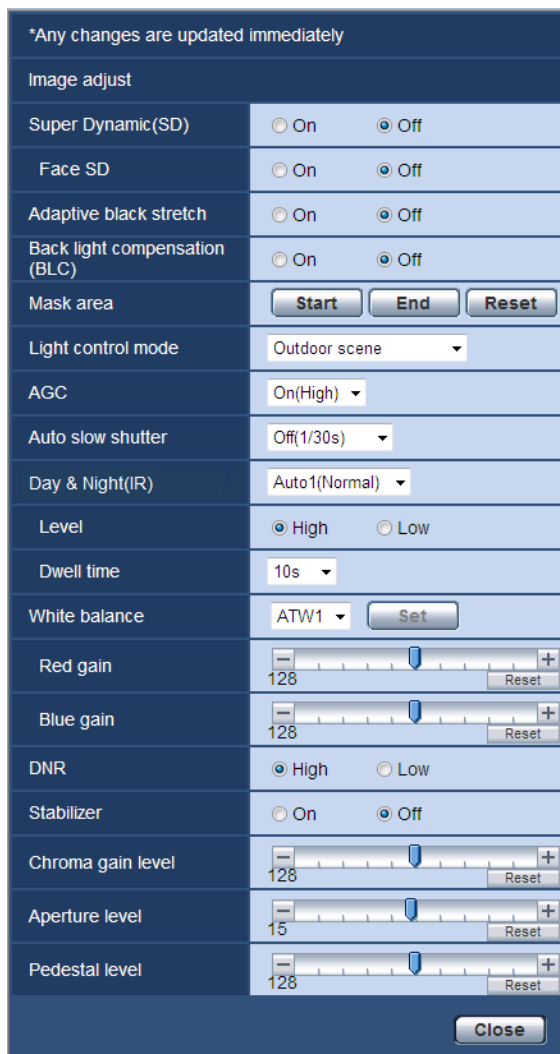 *Any changes are updated immediately
Image adjust
Super Dynamic(SD) On Off
Face SD On Off
Adaptive black stretch On Off
Back light compensation
(BLC) On Off
Mask area Start End Reset
Light control mode Outdoor scene
AGC On(High)
Auto slow shutter Off(1/30s)
Day & Night(IR) Auto1(Normal)
Level High Low
Dwell time 10s
White balance ATW1 Set
Red gain 128 Reset
Blue gain 128 Reset
DNR High Low
Stabilizer On Off
Chroma gain level 128 Reset
Aperture level 15 Reset
Pedestal level 128 Reset
Close